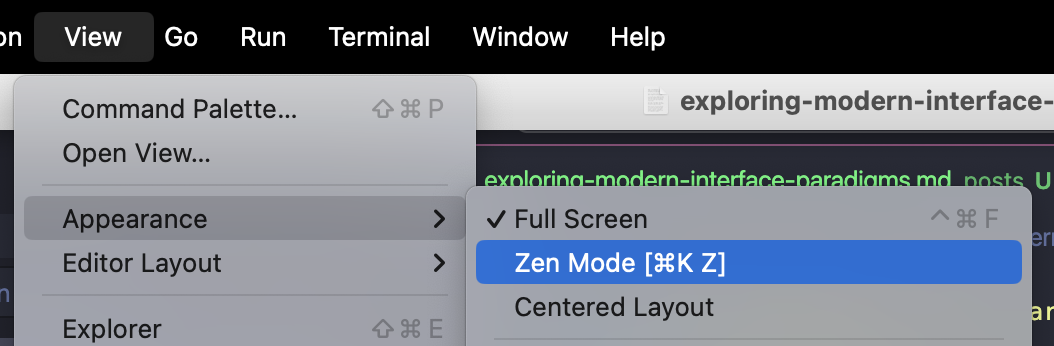 on View Go Run Terminal Window Help
Command Palette... ⇧⌘P
exploring-modern-interface-
Open View...
exploring-modern-interface-paradigms.md posts U
Appearance >
✓ Full Screen ^⌘F
Editor Layout >
Zen Mode [⌘K Z]
Centered Layout
Explorer ⇧⌘E